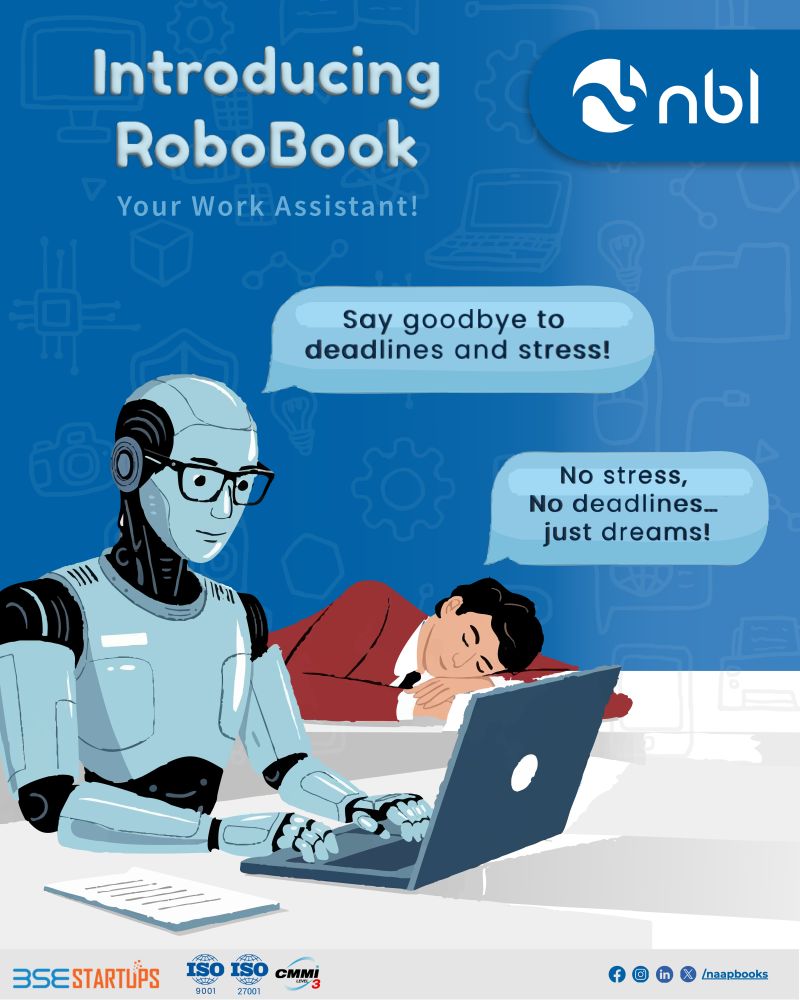 Introducing
RoboBook
Your Work Assistant!
nbl
Say goodbye to
deadlines and stress!
No stress,
No deadlines...
just dreams!
BSE STARTUPS
ISO
9001
ISO
27001
CMMi
LEVEL 3
/naapbooks